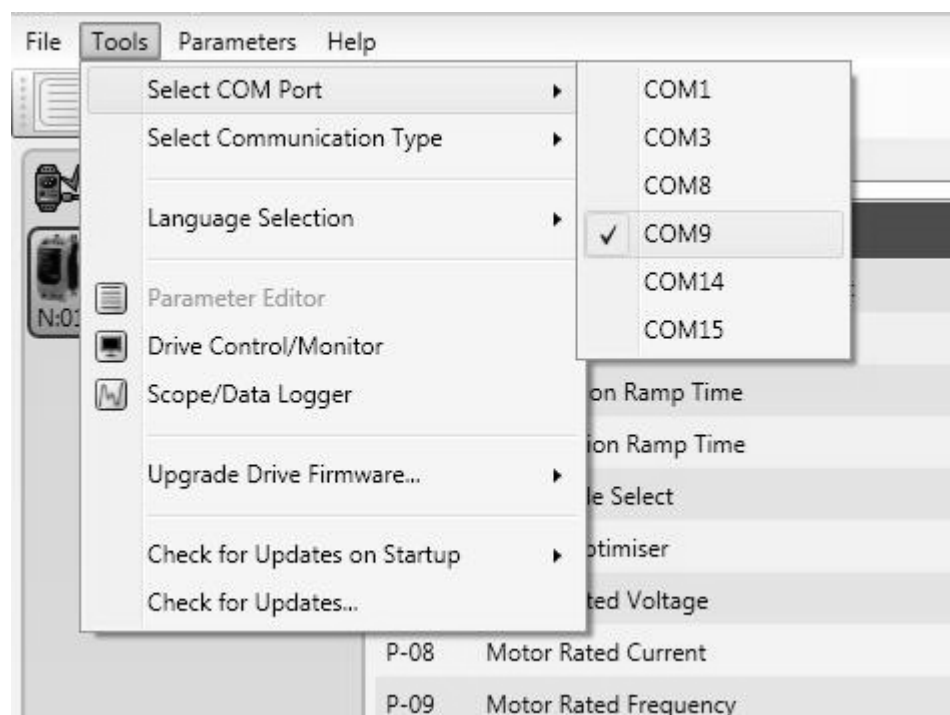 File Tools Parameters Help
Select COM Port
Select Communication Type
Language Selection
Parameter Editor
Drive Control/Monitor
Scope/Data Logger
Upgrade Drive Firmware...
Check for Updates on Startup
Check for Updates...
COM1
COM3
COM8
COM9
COM14
COM15
N:01
on Ramp Time
ion Ramp Time
le Select
ptimiser
ted Voltage
P-08 Motor Rated Current
P-09 Motor Rated Frequency